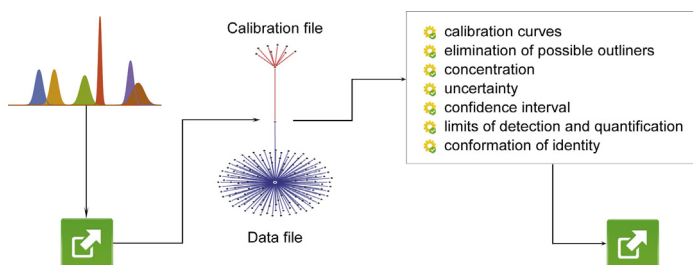 Calibration file
Data file
calibration curves
elimination of possible outliners
concentration
uncertainty
confidence interval
limits of detection and quantification
conformation of identity